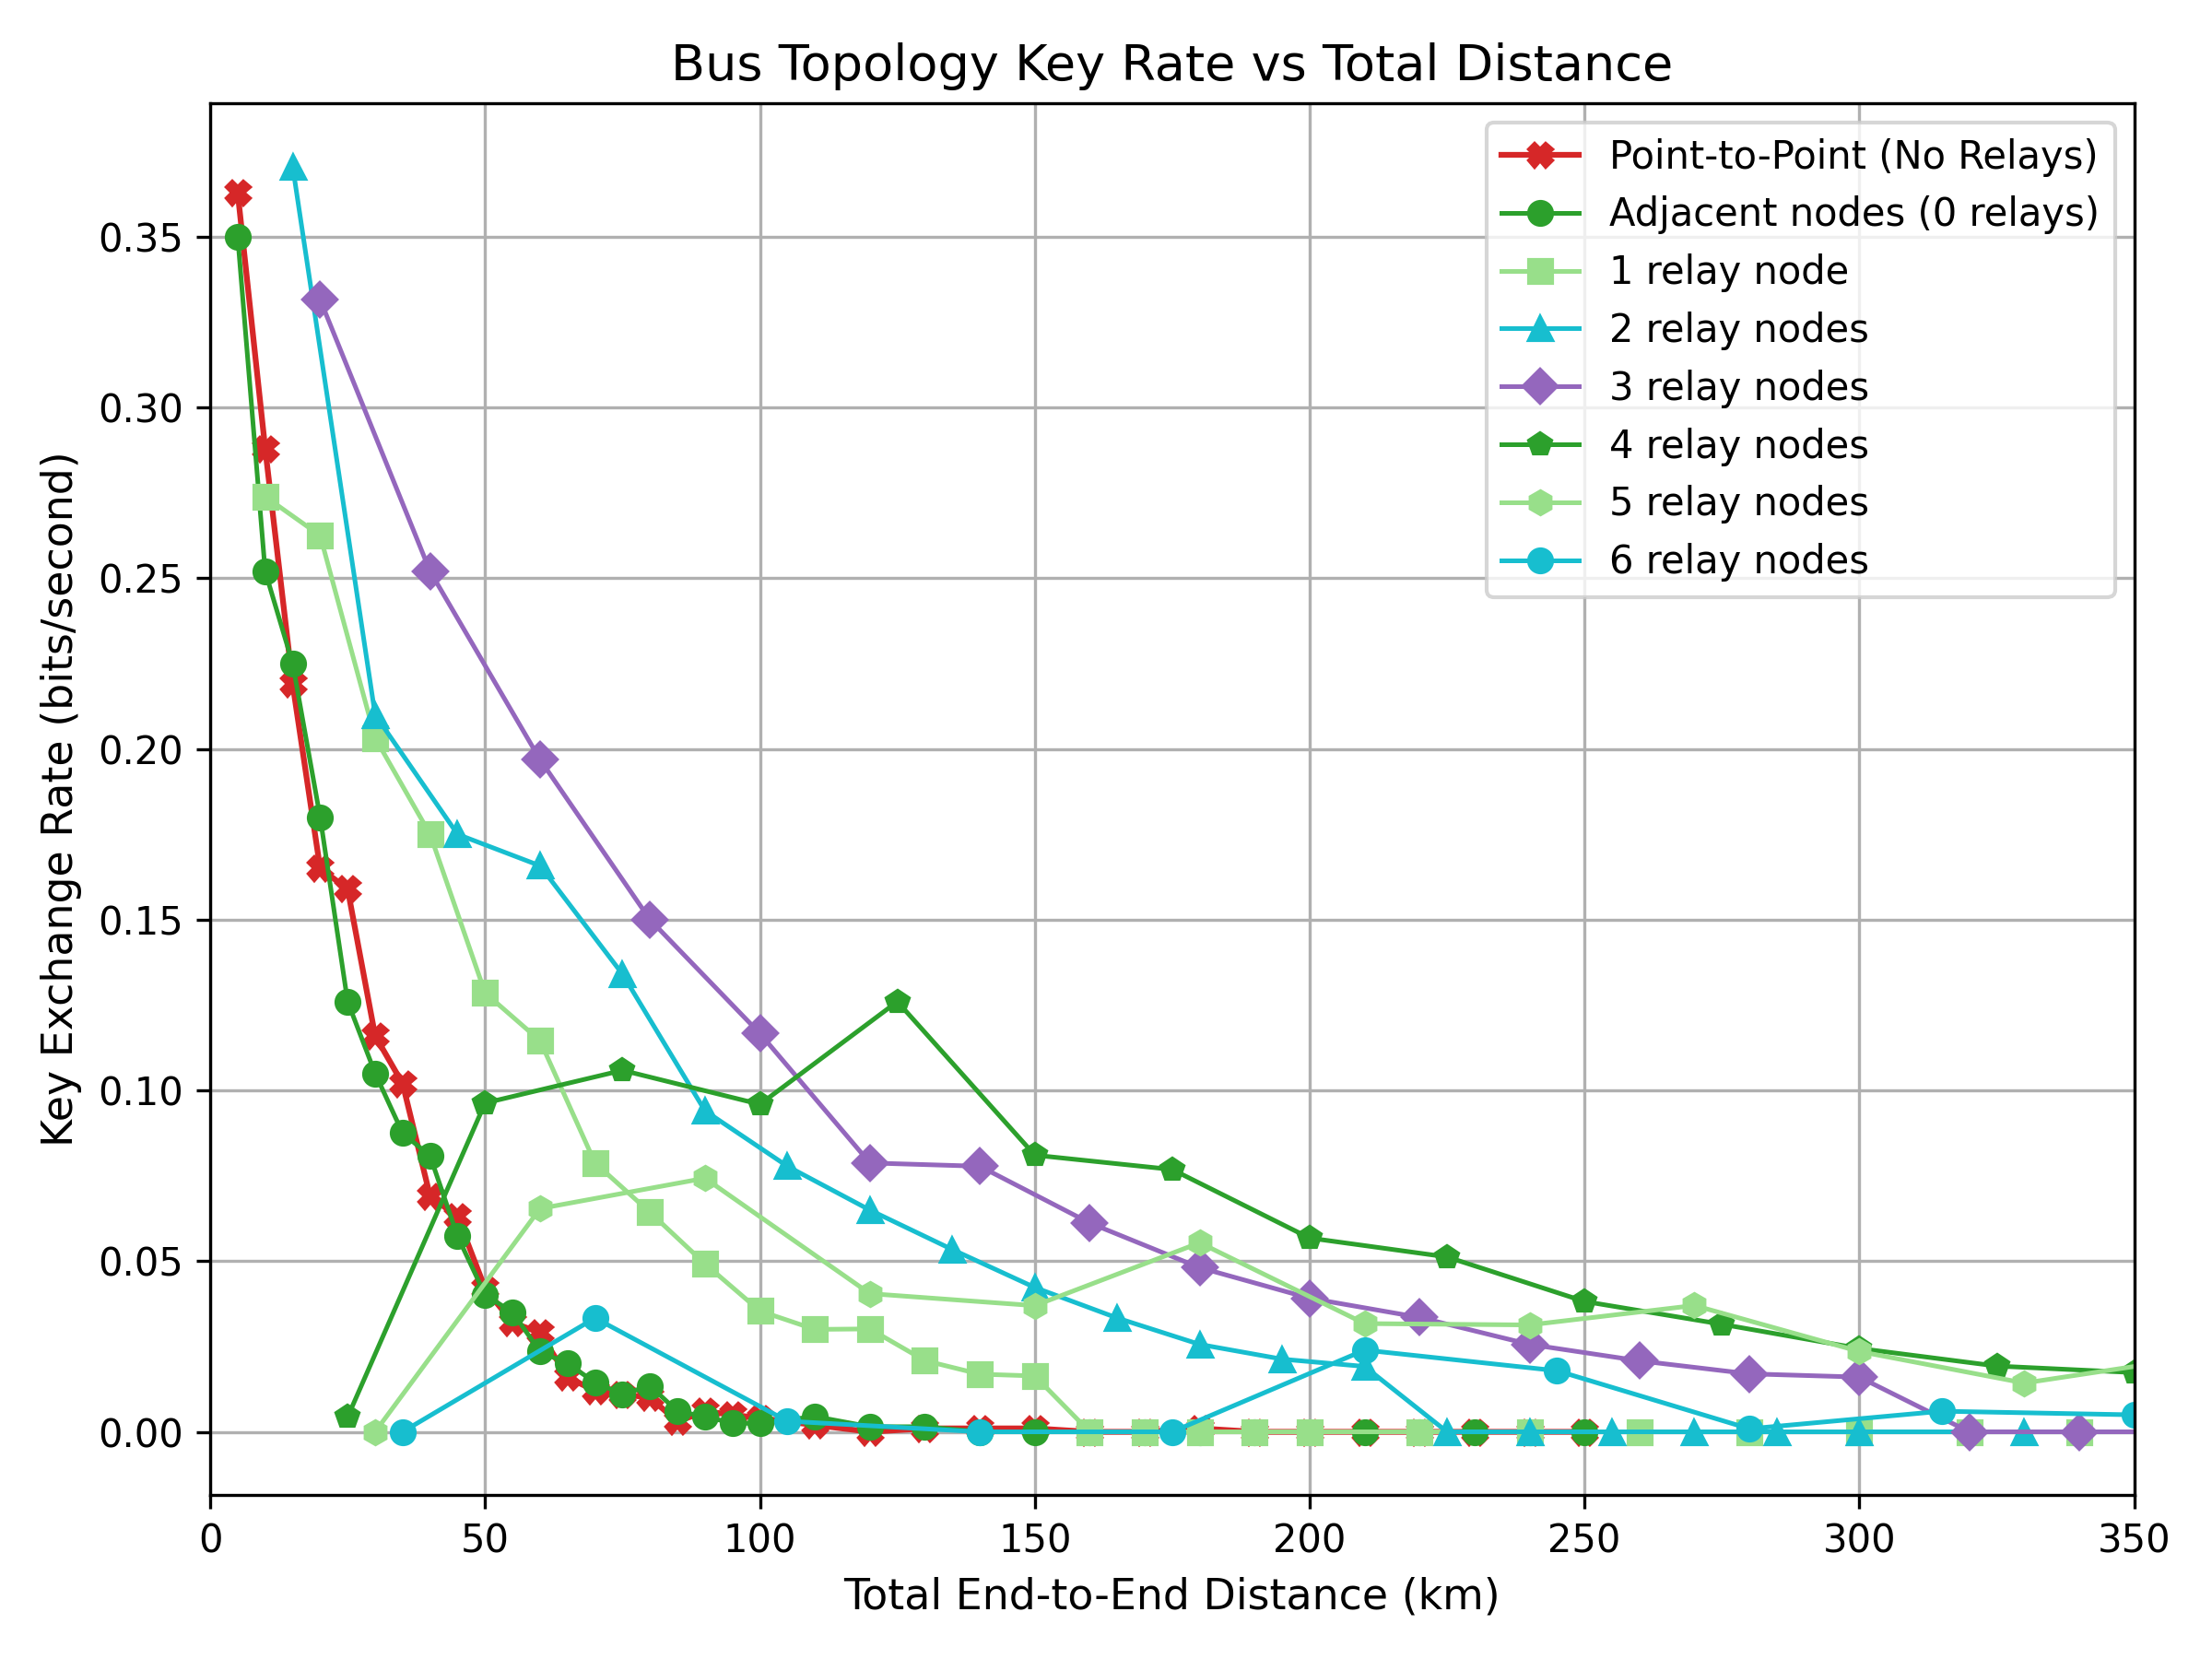 Bus Topology Key Rate vs Total Distance
Key Exchange Rate (bits/second)
0.35
0.30
0.25
0.20
0.15
0.10
0.05
0.00
Point-to-Point (No Relays)
Adjacent nodes (0 relays)
1 relay node
2 relay nodes
3 relay nodes
4 relay nodes
5 relay nodes
6 relay nodes
0 50 100 150 200 250 300 350
Total End-to-End Distance (km)